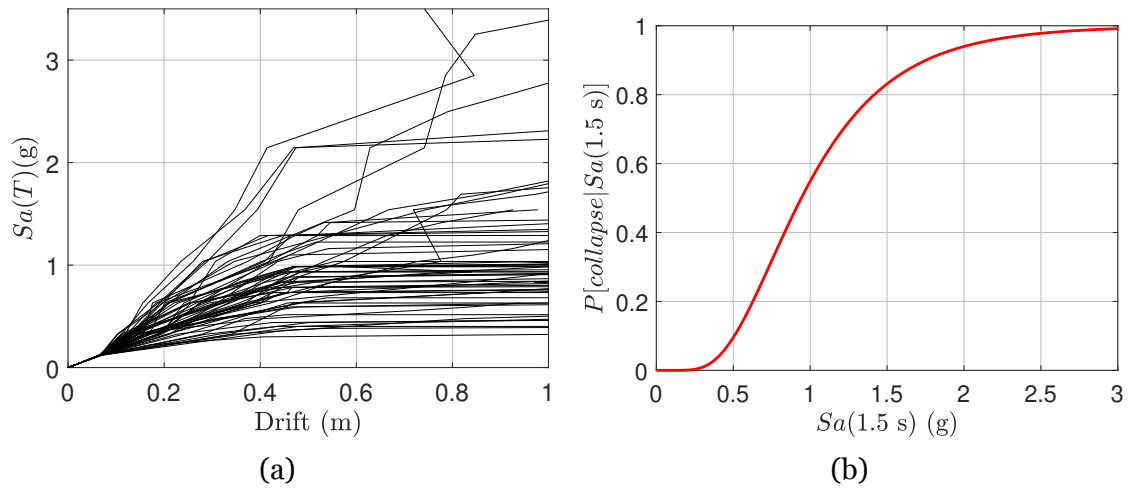 3
2
1
0
Sa(T)(g)
0 0.2 0.4 0.6 0.8 1
Drift (m)
(a)
1
0.8
0.6
0.4
0.2
0
P[collapse|Sa(1.5 s)]
0 0.5 1 1.5 2 2.5 3
Sa(1.5 s) (g)
(b)